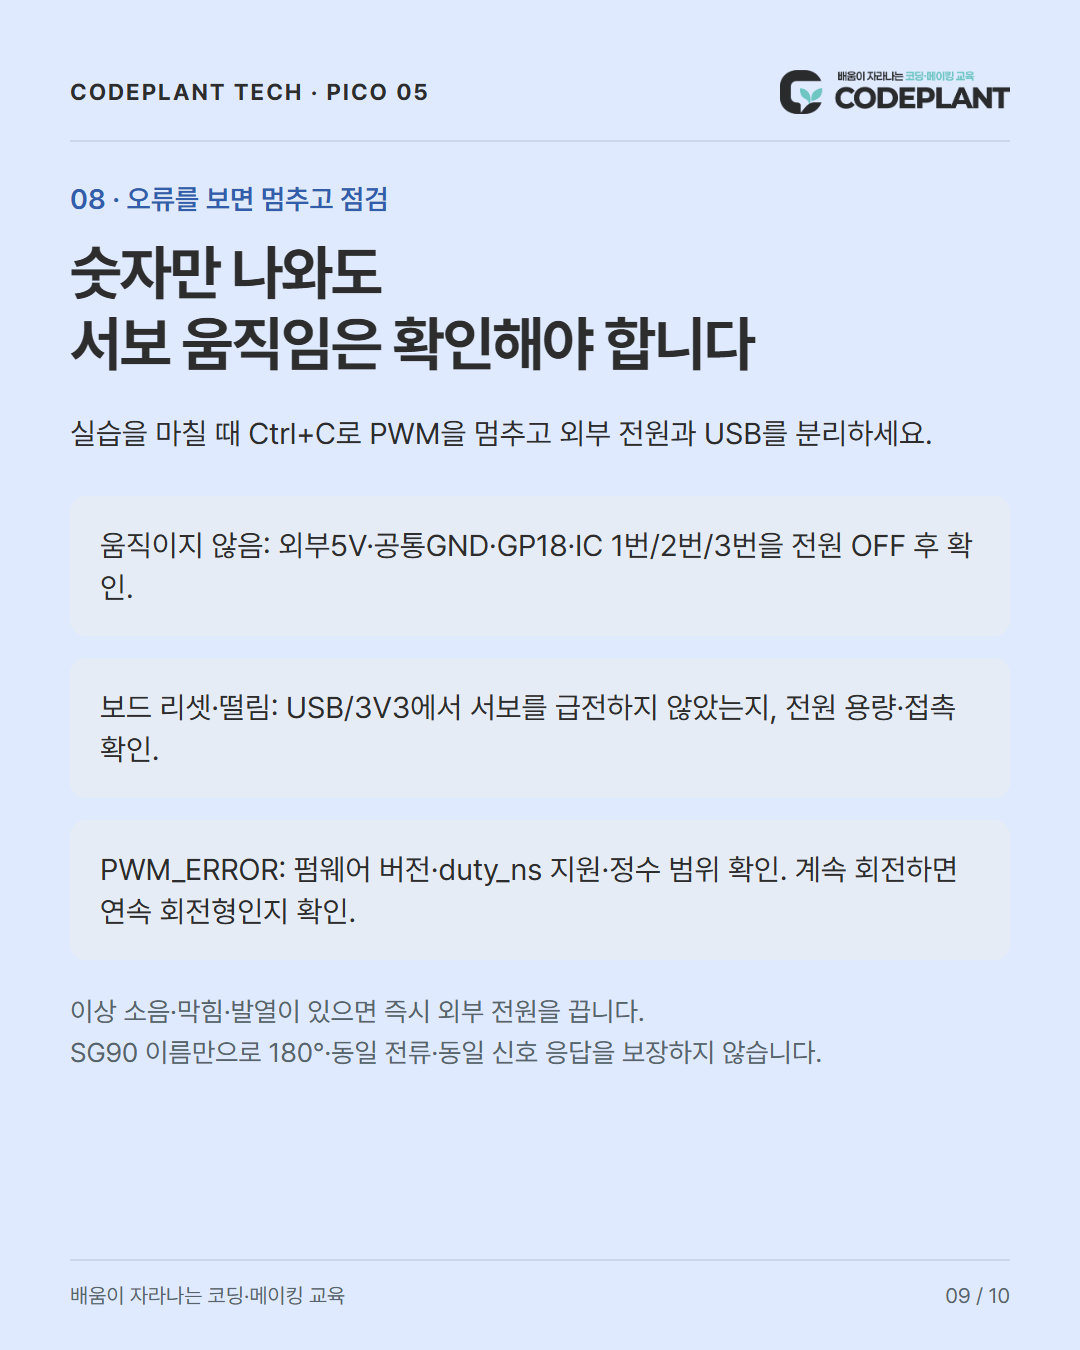 CODEPLANT TECH · PICO 05
배움이 자라나는 코딩·메이킹 교육
CODEPLANT
08 · 오류를 보면 멈추고 점검
숫자만 나와도
서보 움직임은 확인해야 합니다
실습을 마칠 때 Ctrl+C로 PWM을 멈추고 외부 전원과 USB를 분리하세요.
움직이지 않음: 외부5V·공통GND·GP18·IC 1번/2번/3번을 전원 OFF 후 확
인.
보드 리셋·떨림: USB/3V3에서 서보를 급전하지 않았는지, 전원 용량·접촉
확인.
PWM_ERROR: 펌웨어 버전·duty_ns 지원·정수 범위 확인. 계속 회전하면
연속 회전형인지 확인.
이상 소음·막힘·발열이 있으면 즉시 외부 전원을 끕니다.
SG90 이름만으로 180°·동일 전류·동일 신호 응답을 보장하지 않습니다.
배움이 자라나는 코딩·메이킹 교육
09 / 10